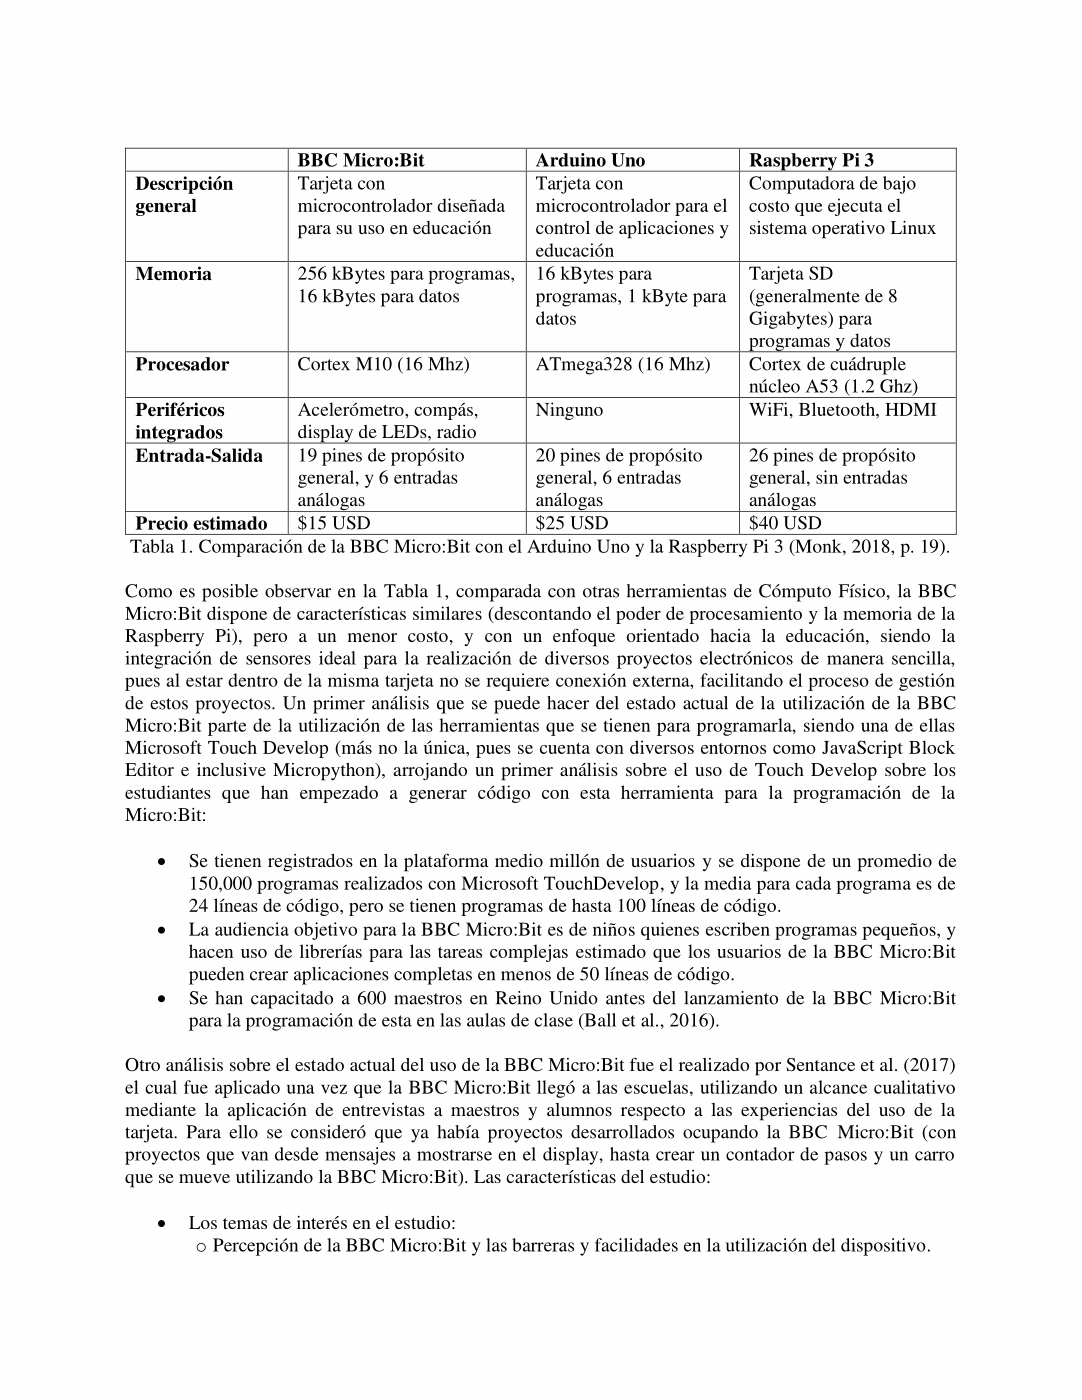 BBC Micro:Bit Arduino Uno Raspberry Pi 3
Descripción general
Tarjeta con
microcontrolador diseñada
para su uso en educación
Tarjeta con
microcontrolador para el
control de aplicaciones y
educación
Computadora de bajo
costo que ejecuta el
sistema operativo Linux
Memoria
256 kBytes para programas,
16 kBytes para datos
16 kBytes para
programas, 1 kByte para
datos
Tarjeta SD
(generalmente de 8
Gigabytes) para
programas y datos
Procesador
Cortex M10 (16 Mhz)
ATmega328 (16 Mhz)
Cortex de cuádruple
núcleo A53 (1.2 Ghz)
Periféricos
integrados
Acelerómetro, compás,
display de LEDs, radio
Ninguno
WiFi, Bluetooth, HDMI
Entrada-Salida
19 pines de propósito
general, y 6 entradas
análogas
20 pines de propósito
general, 6 entradas
análogas
26 pines de propósito
general, sin entradas
análogas
Precio estimado
$15 USD
$25 USD
$40 USD
Tabla 1. Comparación de la BBC Micro:Bit con el Arduino Uno y la Raspberry Pi 3 (Monk, 2018, p. 19).
Como es posible observar en la Tabla 1, comparada con otras herramientas de Cómputo Físico, la BBC
Micro:Bit dispone de características similares (descontando el poder de procesamiento y la memoria de la
Raspberry Pi), pero a un menor costo, y con un enfoque orientado hacia la educación, siendo la
integración de sensores ideal para la realización de diversos proyectos electrónicos de manera sencilla,
pues al estar dentro de la misma tarjeta no se requiere conexión externa, facilitando el proceso de gestión
de estos proyectos. Un primer análisis que se puede hacer del estado actual de la utilización de la BBC
Micro:Bit parte de la utilización de las herramientas que se tienen para programarla, siendo una de ellas
Microsoft Touch Develop (más no la única, pues se cuenta con diversos entornos como JavaScript Block
Editor e inclusive Micropython), arrojando un primer análisis sobre el uso de Touch Develop sobre los
estudiantes que han empezado a generar código con esta herramienta para la programación de la
Micro:Bit:
• Se tienen registrados en la plataforma medio millón de usuarios y se dispone de un promedio de
150,000 programas realizados con Microsoft TouchDevelop, y la media para cada programa es de
24 líneas de código, pero se tienen programas de hasta 100 líneas de código.
• La audiencia objetivo para la BBC Micro:Bit es de niños quienes escriben programas pequeños, y
hacen uso de librerías para las tareas complejas estimado que los usuarios de la BBC Micro:Bit
pueden crear aplicaciones completas en menos de 50 líneas de código.
• Se han capacitado a 600 maestros en Reino Unido antes del lanzamiento de la BBC Micro:Bit
para la programación de esta en las aulas de clase (Ball et al., 2016).
Otro análisis sobre el estado actual del uso de la BBC Micro:Bit fue el realizado por Sentance et al. (2017)
el cual fue aplicado una vez que la BBC Micro:Bit llegó a las escuelas, utilizando un alcance cualitativo
mediante la aplicación de entrevistas a maestros y alumnos respecto a las experiencias del uso de la
tarjeta. Para ello se consideró que ya había proyectos desarrollados ocupando la BBC Micro:Bit (con
proyectos que van desde mensajes a mostrarse en el display, hasta crear un contador de pasos y un carro
que se mueve utilizando la BBC Micro:Bit). Las características del estudio:
• Los temas de interés en el estudio:
o Percepción de la BBC Micro:Bit y las barreras y facilidades en la utilización del dispositivo.